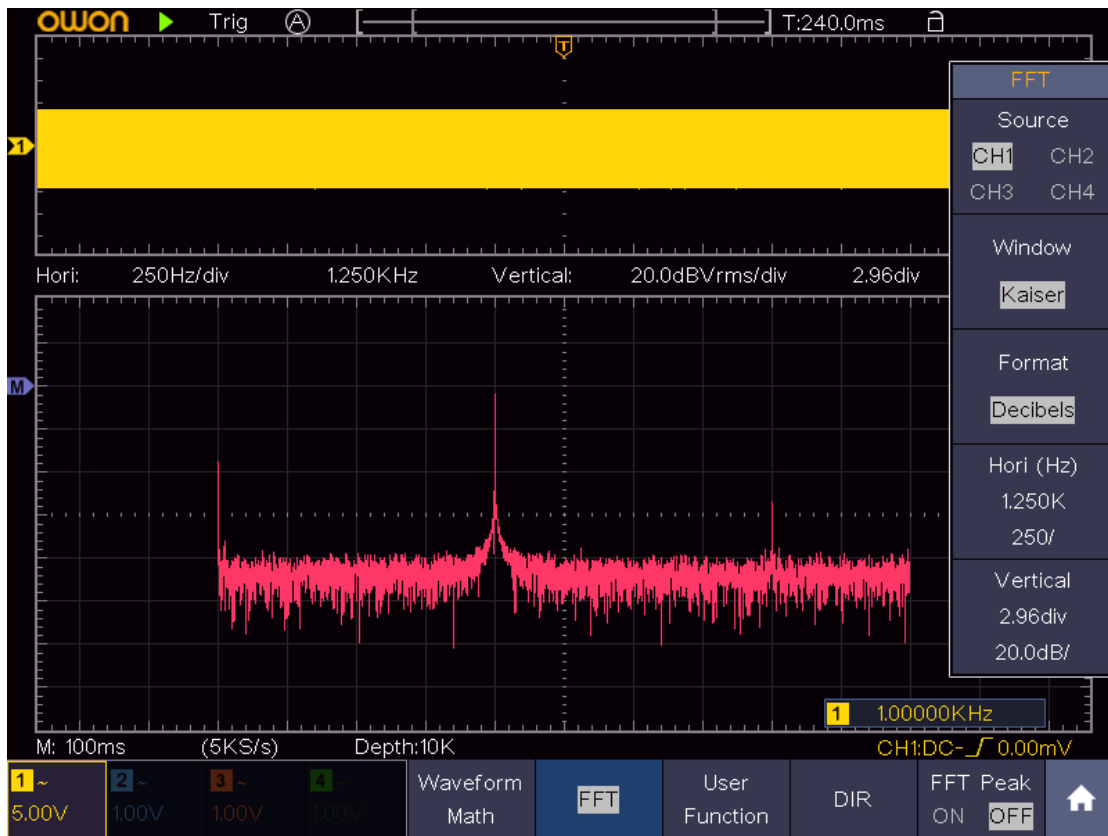 OWON Trig A T:240.0ms
T
FFT
Source
1
CH1 CH2
CH3 CH4
Hori: 250Hz/div 1.250KHz Vertical: 20.0dBVrms/div 2.96div
Window
Kaiser
Format
M
Decibels
Hori (Hz)
1.250K
250/
Vertical
2.96div
20.0dB/
1 1.00000KHz
M: 100ms (5KS/s) Depth:10K CH1:DC- 0.00mV
1 ~ 2 ~ 3 ~ 4 ~
5.00V 1.00V 1.00V 1.00V
Waveform
Math
FFT
User
Function
DIR
FFT Peak
ON OFF